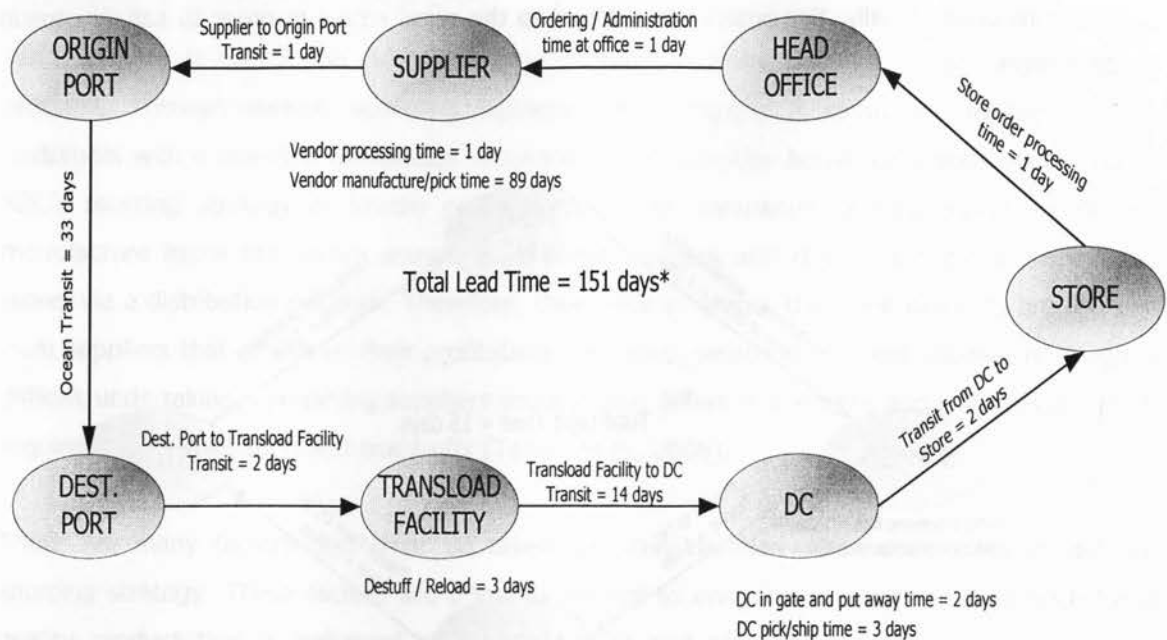 ORIGIN
PORT
Supplier to Origin Port
Transit = 1 day
SUPPLIER
Ordering / Administration
time at office = 1 day
HEAD
OFFICE
Store order processing
time = 1 day
Vendor processing time = 1 day
Vendor manufacture/pick time = 89 days
Ocean Transit = 33 days
Total Lead Time = 151 days*
STORE
Transit from DC to
Store = 2 days
DEST.
PORT
Dest. Port to Transload Facility
Transit = 2 days
TRANSLOAD
FACILITY
Transload Facility to DC
Transit = 14 days
DC
Destuff / Reload = 3 days
DC in gate and put away time = 2 days
DC pick/ship time = 3 days